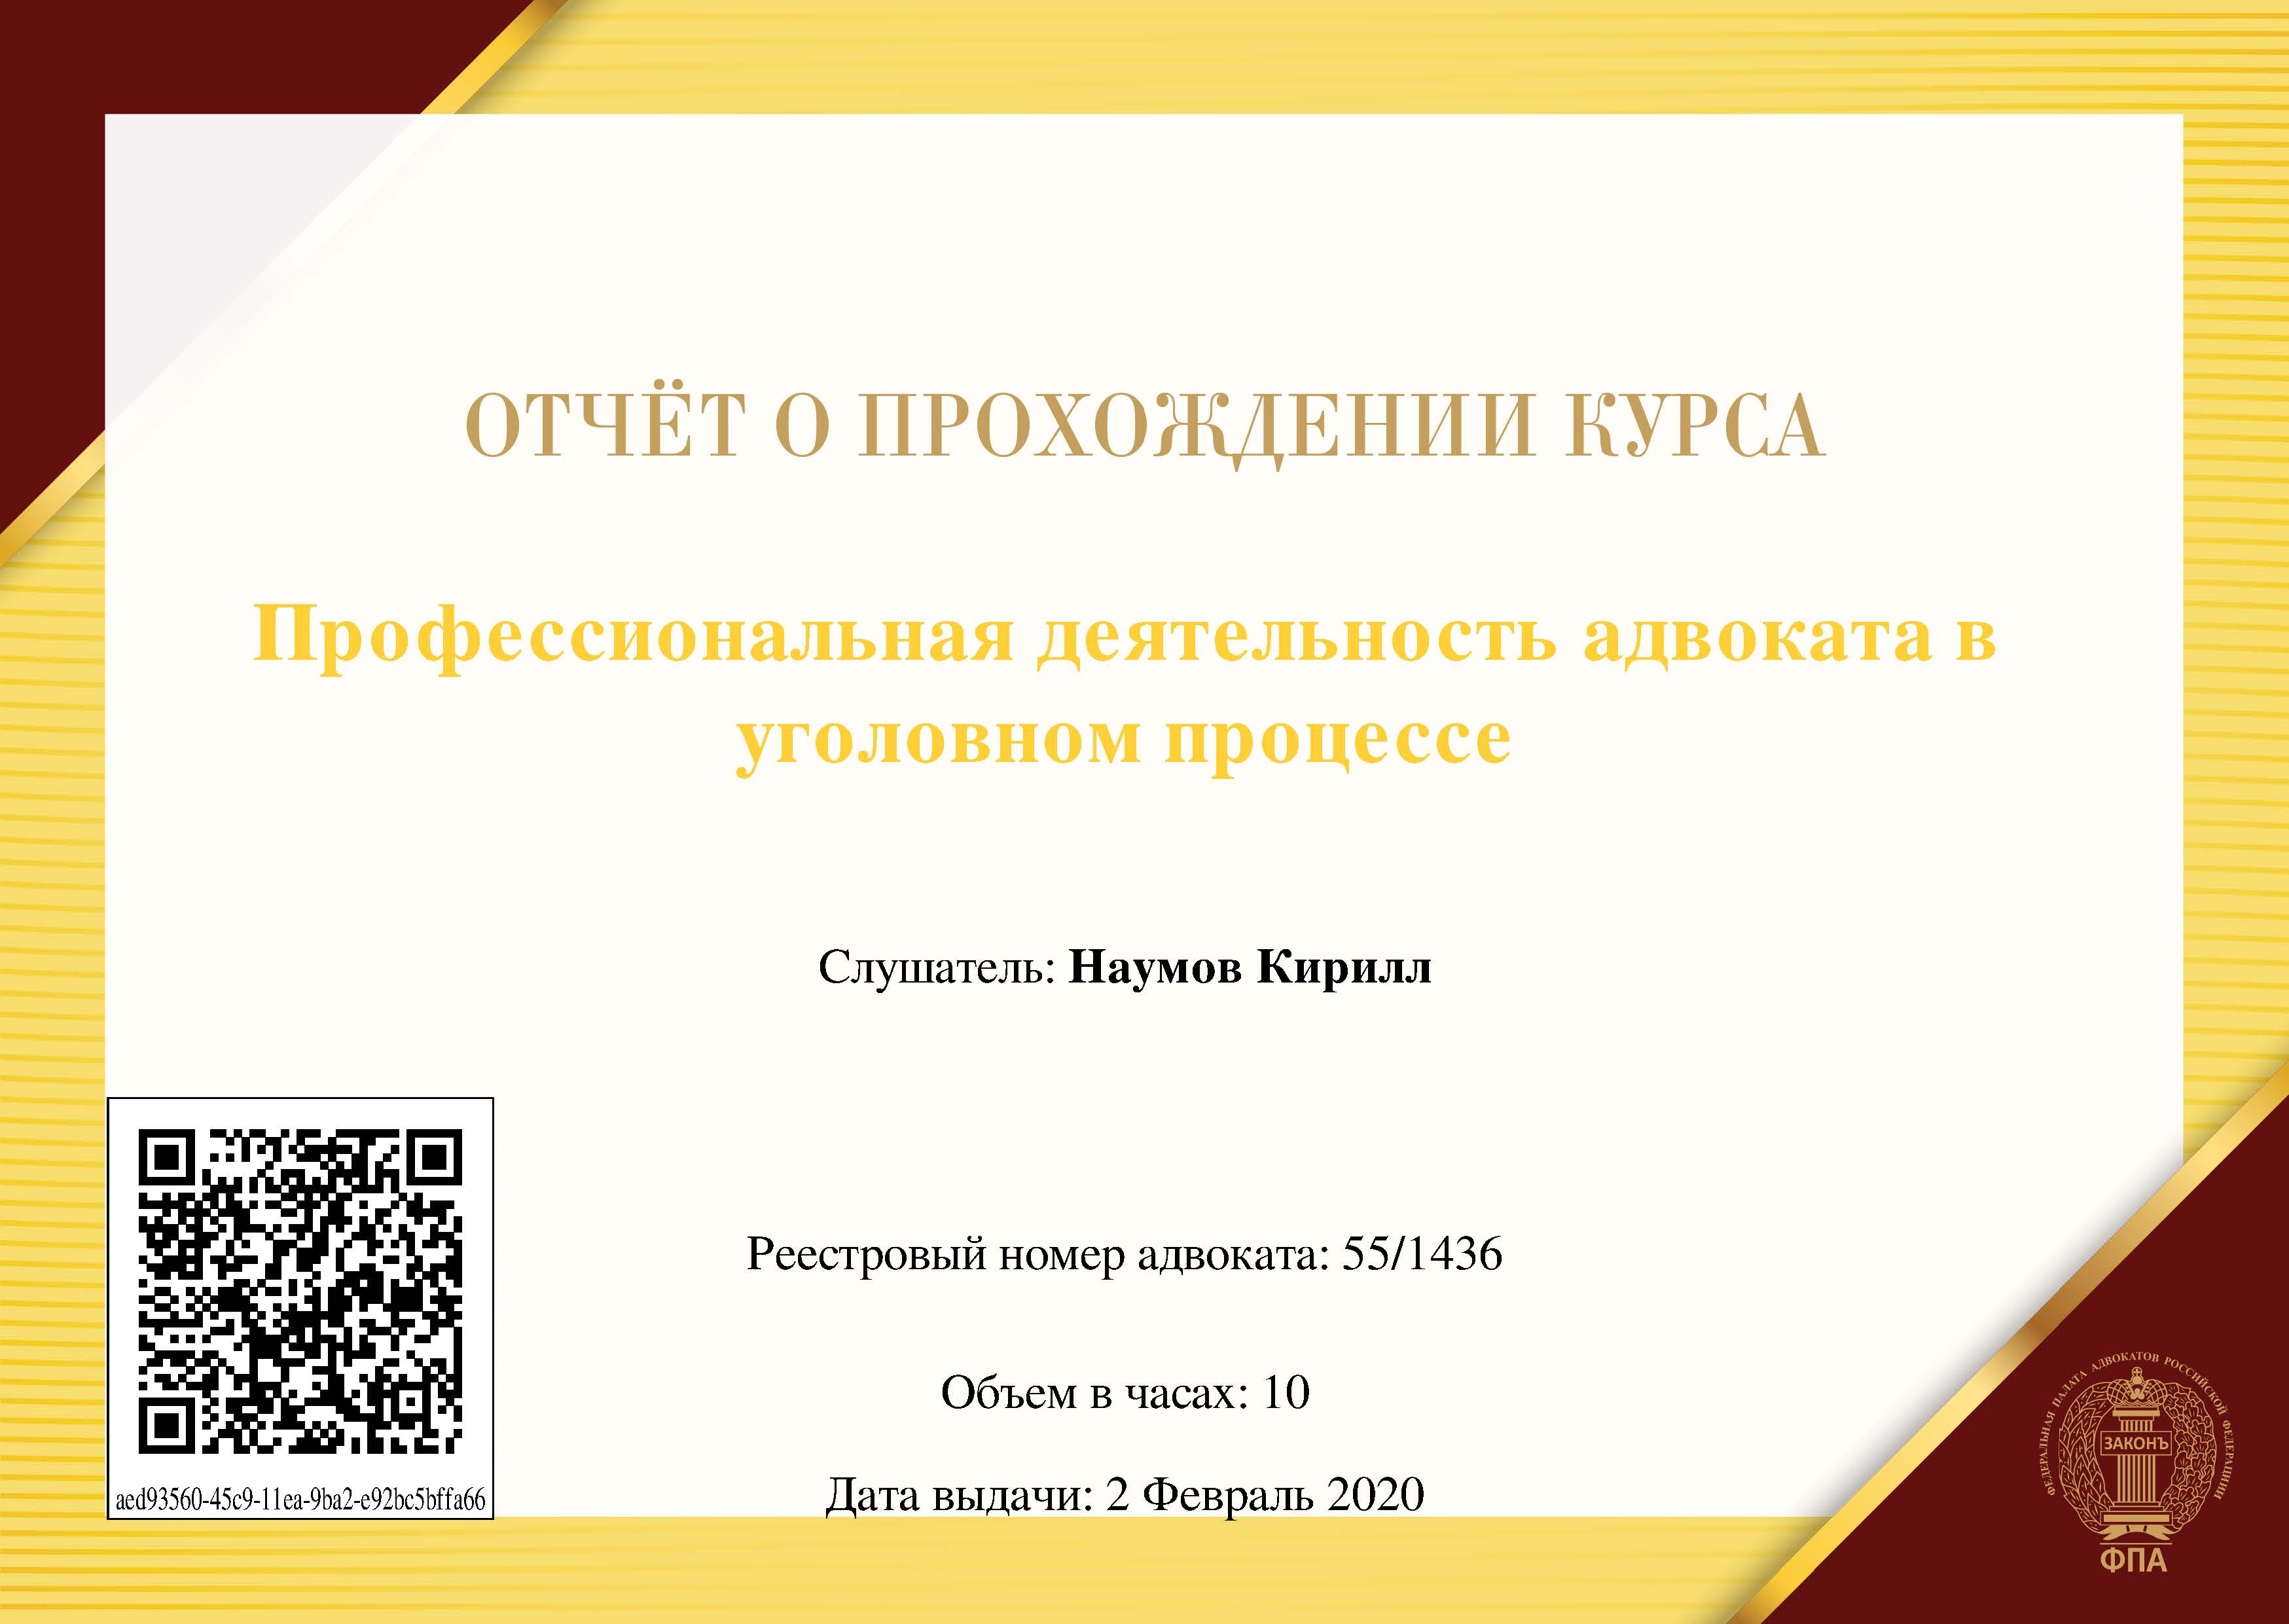 ОТЧЁТ О ПРОХОЖДЕНИИ КУРСА
Профессиональная деятельность адвоката в
уголовном процессе
Слушатель: Наумов Кирилл
Реестровый номер адвоката: 55/1436
Объем в часах: 10
Дата выдачи: 2 Февраль 2020
aed93560-45c9-11ea-9ba2-e92bc5bffa66
ФЕДЕРАЛЬНАЯ ПАЛАТА АДВОКАТОВ РОССИЙСКОЙ ФЕДЕРАЦИИ
ЗАКОНЪ
ФПА